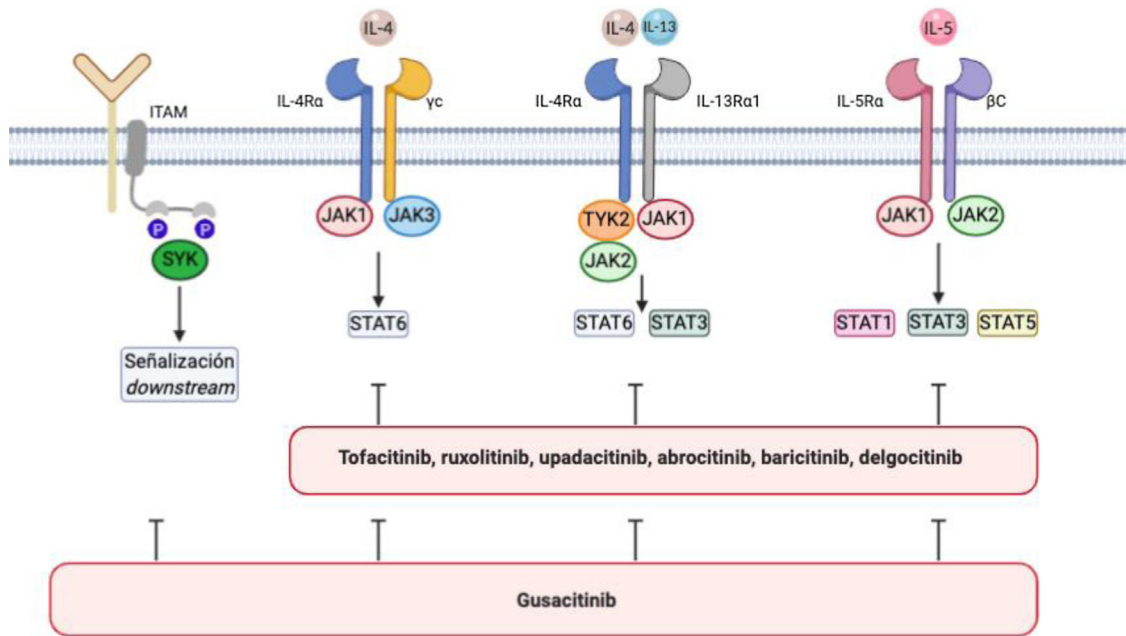 IL-4
IL-4 IL-13
IL-5
ITAM
IL-4Rα
γc
IL-4Rα
IL-13Rα1
IL-5Rα
βC
P P
SYK
JAK1 JAK3
TYK2 JAK1
JAK2
JAK1 JAK2
STAT6
STAT6 STAT3
STAT1 STAT3 STAT5
Señalización
downstream
Tofacitinib, ruxolitinib, upadacitinib, abrocitinib, baricitinib, delgocitinib
Gusacitinib